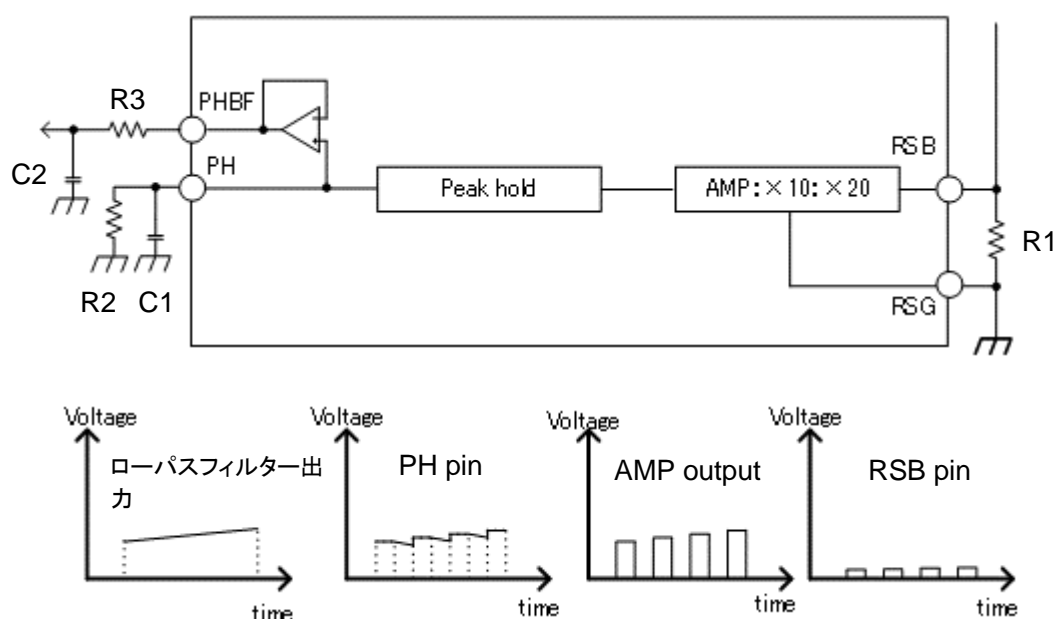 R3
PHBF
C2
PH
R2
C1
Peak hold
AMP:×10:×20
RSB
R1
RSG
Voltage
ローパスフィルター出
力
time
Voltage
PH pin
time
Voltage
AMP output
time
Voltage
RSB pin
time